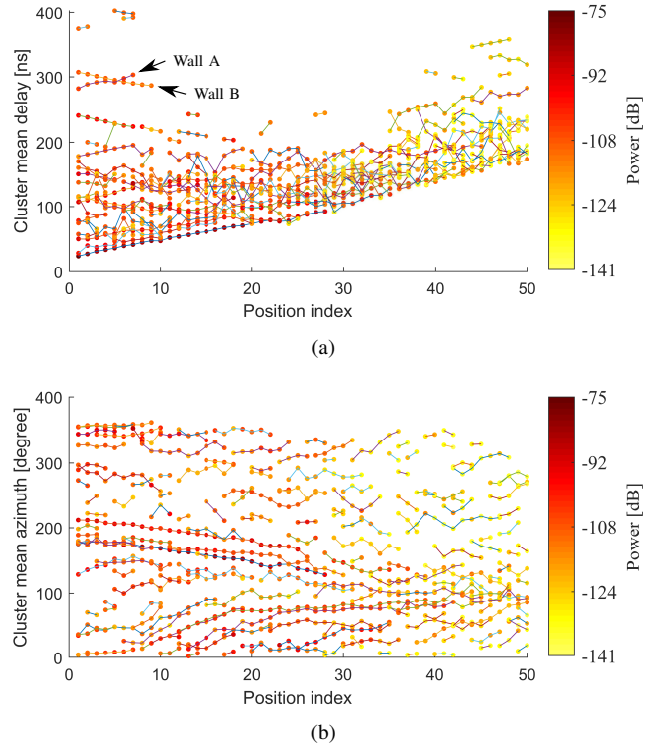 400
300
200
100
0
Cluster mean delay [ns]
Wall A
Wall B
0 10 20 30 40 50
Position index
-75
-92
-108
-124
-141
Power [dB]
(a)
400
300
200
100
0
Cluster mean azimuth [degree]
0 10 20 30 40 50
Position index
-75
-92
-108
-124
-141
Power [dB]
(b)